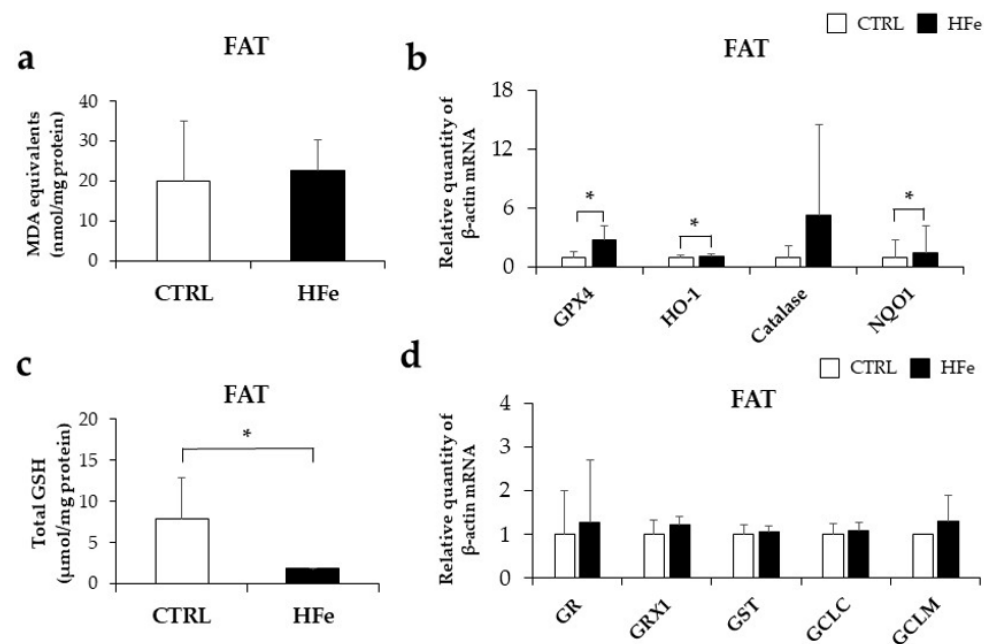 a
FAT
MDA equivalents
(nmol/mg protein)
40
30
20
10
0
CTRL
HFe
CTRL HFe
b
FAT
Relative quantity of
β-actin mRNA
18
12
6
0
*
*
*
GPX4
HO-1
Catalase
NQO1
c
FAT
Total GSH
(µmol/mg protein)
20
15
10
5
0
*
CTRL
HFe
d
CTRL HFe
FAT
Relative quantity of
β-actin mRNA
4
3
2
1
0
GR
GRX1
GST
GCLC
GCLM